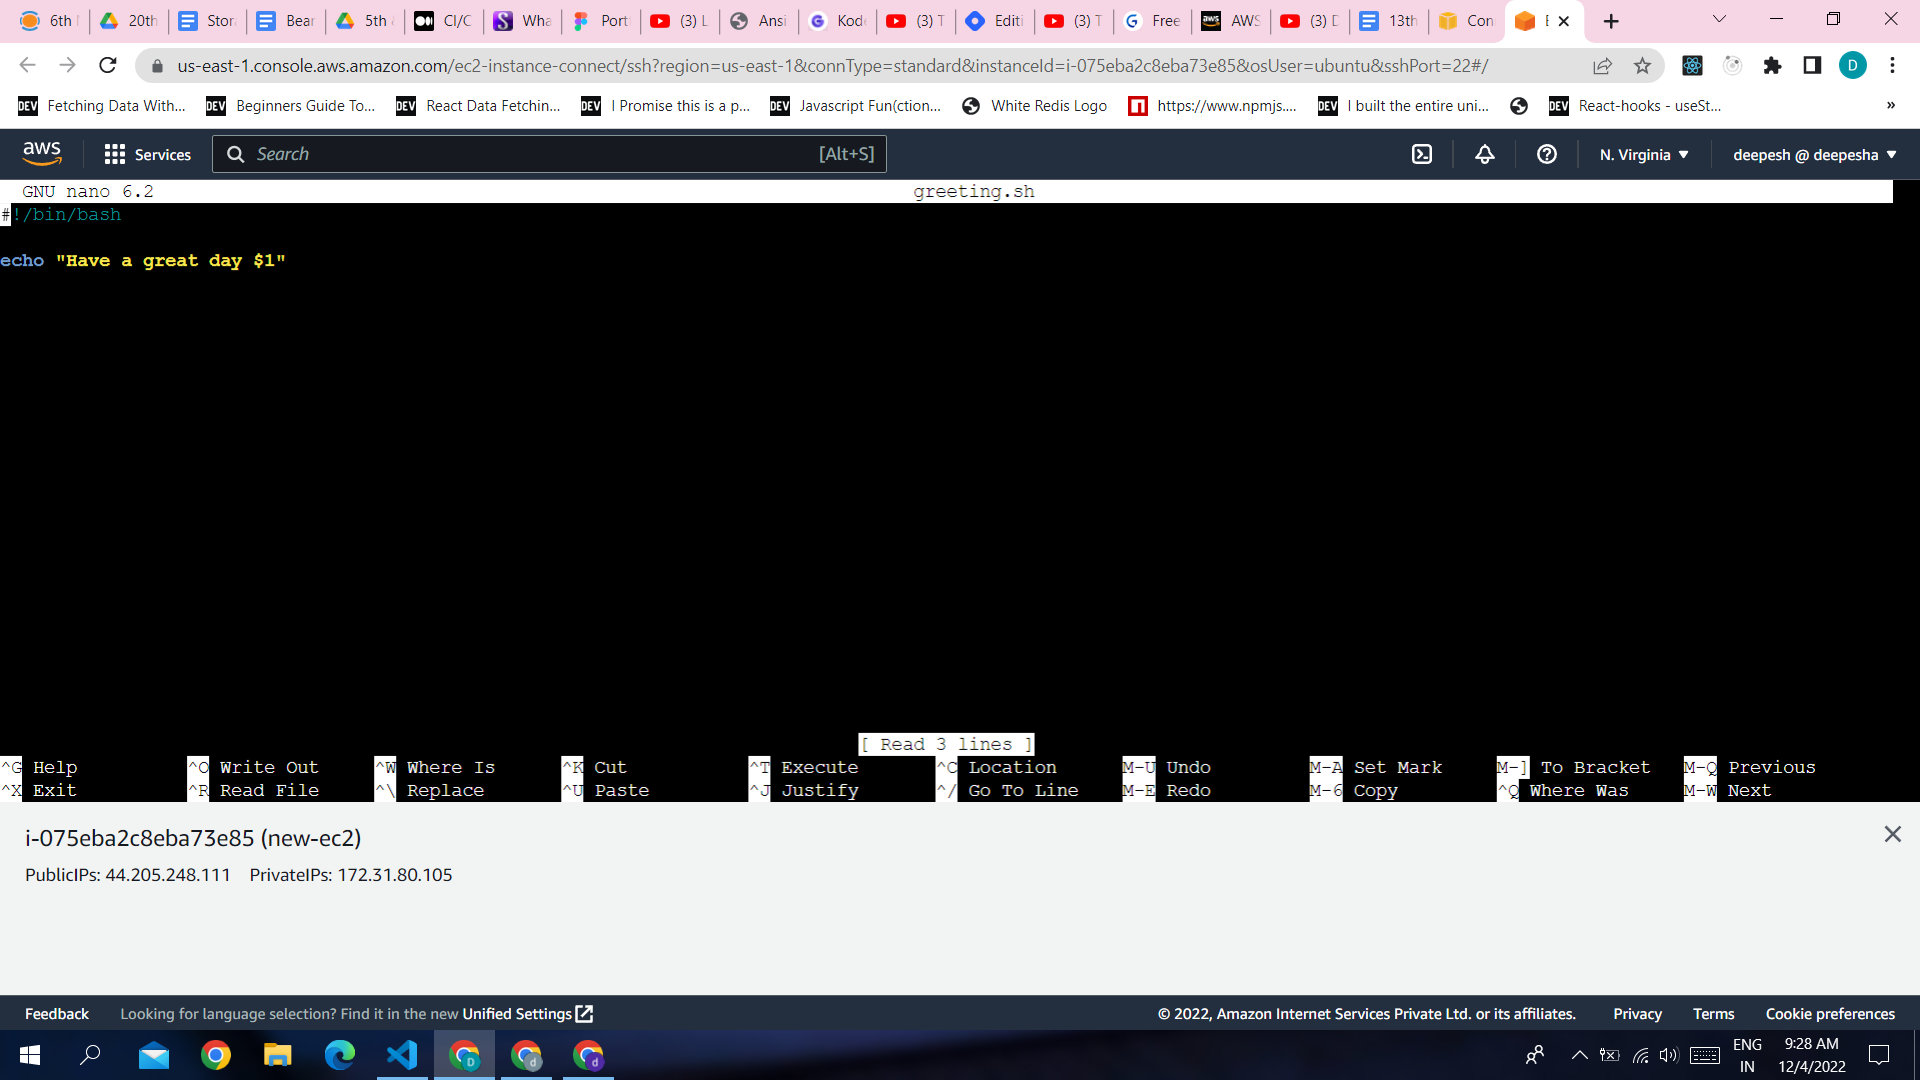 6th 20th Stor Bear 5th CI/C Wha Port (3) L Ansi Kod (3) T Editi (3) T Free AWS (3) D 13th Con
us-east-1.console.aws.amazon.com/ec2-instance-connect/ssh?region=us-east-1&connType=standard&instanceId=i-075eba2c8eba73e85&osUser=ubuntu&sshPort=22#/
D
DEV Fetching Data With... DEV Beginners Guide To... DEV React Data Fetchin... DEV I Promise this is a p... DEV Javascript Fun(ction... White Redis Logo https://www.npmjs.... DEV I built the entire uni... DEV React-hooks - useSt... »
aws Services Search [Alt+S] N. Virginia deepesh @ deepesha
GNU nano 6.2 greeting.sh
#!/bin/bash
echo "Have a great day $1"
[ Read 3 lines ]
^G Help ^O Write Out ^W Where Is ^K Cut ^T Execute ^C Location M-U Undo M-A Set Mark M-] To Bracket M-Q Previous
^X Exit ^R Read File ^\ Replace ^U Paste ^J Justify ^/ Go To Line M-E Redo M-6 Copy ^Q Where Was M-W Next
i-075eba2c8eba73e85 (new-ec2)
PublicIPs: 44.205.248.111 PrivateIPs: 172.31.80.105
Feedback Looking for language selection? Find it in the new Unified Settings © 2022, Amazon Internet Services Private Ltd. or its affiliates. Privacy Terms Cookie preferences
ENG 9:28 AM
IN 12/4/2022